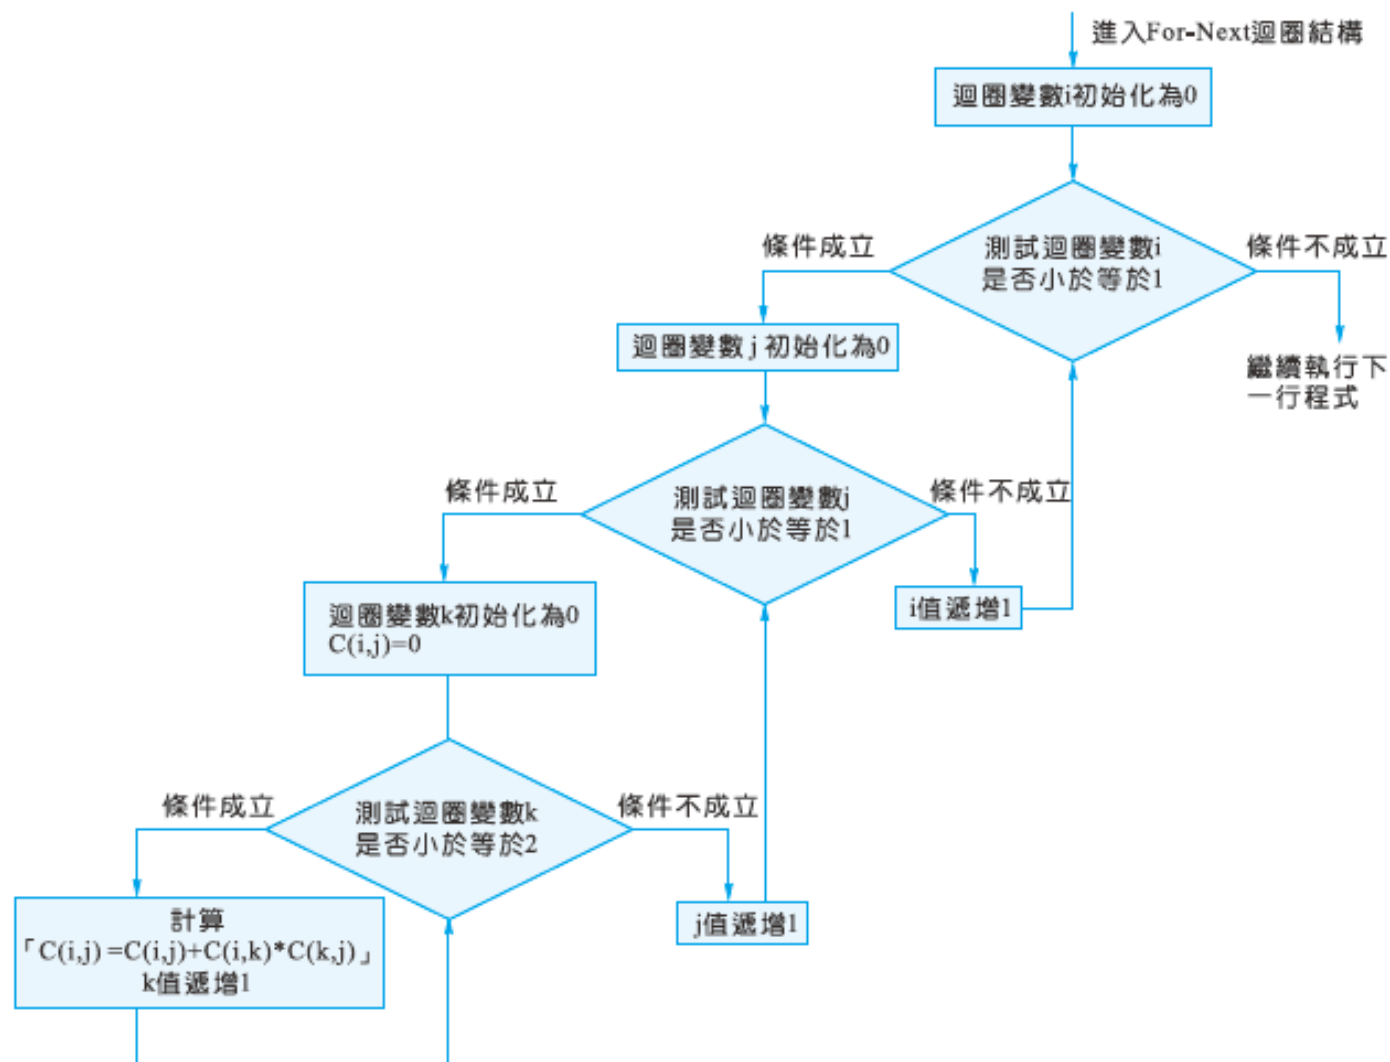 進入For-Next迴圈結構
迴圈變數i初始化為0
條件成立
測試迴圈變數i
是否小於等於1
條件不成立
迴圈變數j初始化為0
繼續執行下
一行程式
條件成立
測試迴圈變數j
是否小於等於1
條件不成立
迴圈變數k初始化為0
C(i,j)=0
i值遞增1
條件成立
測試迴圈變數k
是否小於等於2
條件不成立
計算
「C(i,j)=C(i,j)+C(i,k)*C(k,j)」
k值遞增1
j值遞增1